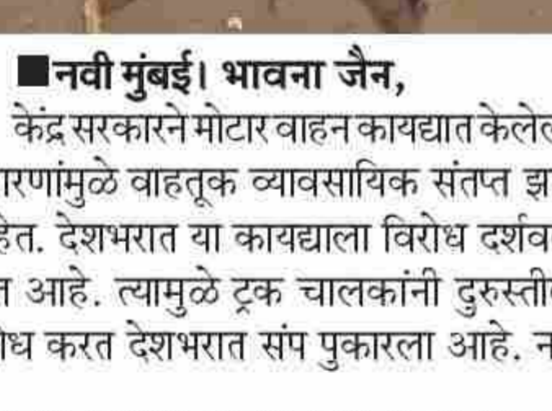 ■नवी मुंबई। भावना जैन,
केंद्र सरकारने मोटार वाहन कायद्यात केलेल
ारणांमुळे वाहतूक व्यावसायिक संतप्त झा
हेत. देशभरात या कायद्याला विरोध दर्शव
त आहे. त्यामुळे ट्रक चालकांनी दुरुस्ती
ोध करत देशभरात संप पुकारला आहे. न